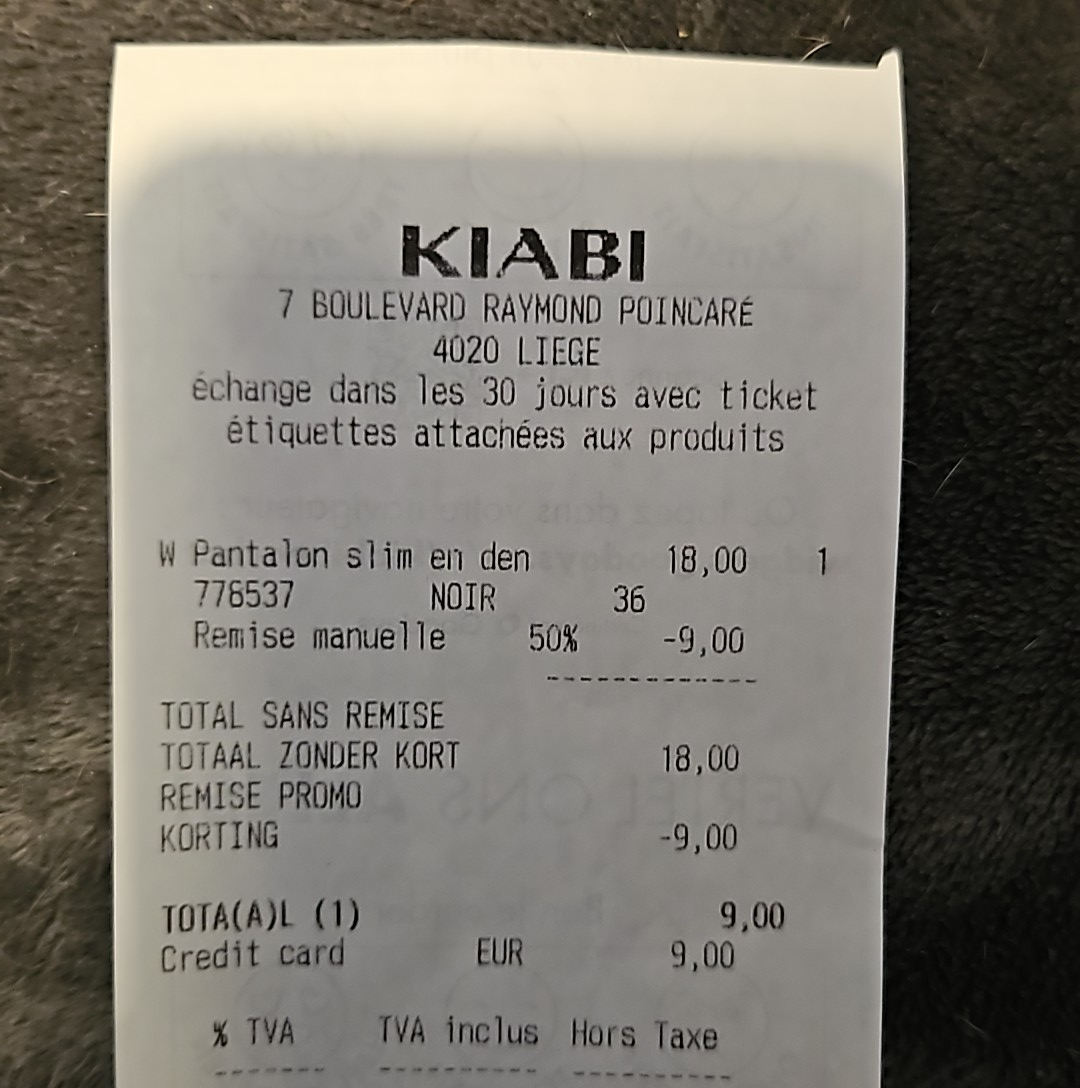 KIABI
7 BOULEVARD RAYMOND POINCARÉ
4020 LIEGE
échange dans les 30 jours avec ticket
étiquettes attachées aux produits
W Pantalon slim en den 18,00 1
778537 NOIR 36
Remise manuelle 50% -9,00
-------------
TOTAL SANS REMISE
TOTAAL ZONDER KORT 18,00
REMISE PROMO
KORTING -9,00
TOTA(A)L (1) 9,00
Credit card EUR 9,00
% TVA TVA inclus Hors Taxe
------- ---------- ----------